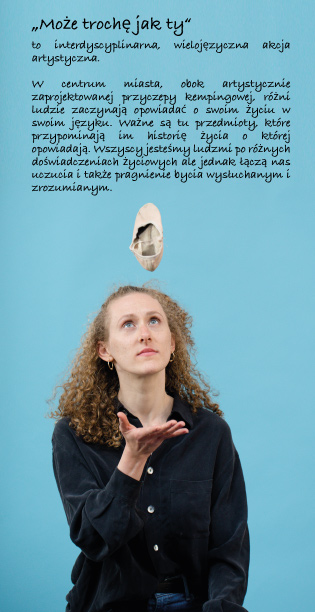 „Może trochę jak ty“
to interdyscyplinarna, wielojęzyczna akcja
artystyczna.
W centrum miasta, obok artystycznie
zaprojektowanej przyczepy kempingowej, różni
ludzie zaczynają opowiadać o swoim życiu w
swoim języku. Ważne są tu przedmioty, które
przypominają im historię życia o której
opowiadają. Wszyscy jesteśmy ludzmi po różnych
doświadczeniach życiowych ale jednak łączą nas
uczucia i także pragnienie bycia wysłuchanym i
zrozumianym.